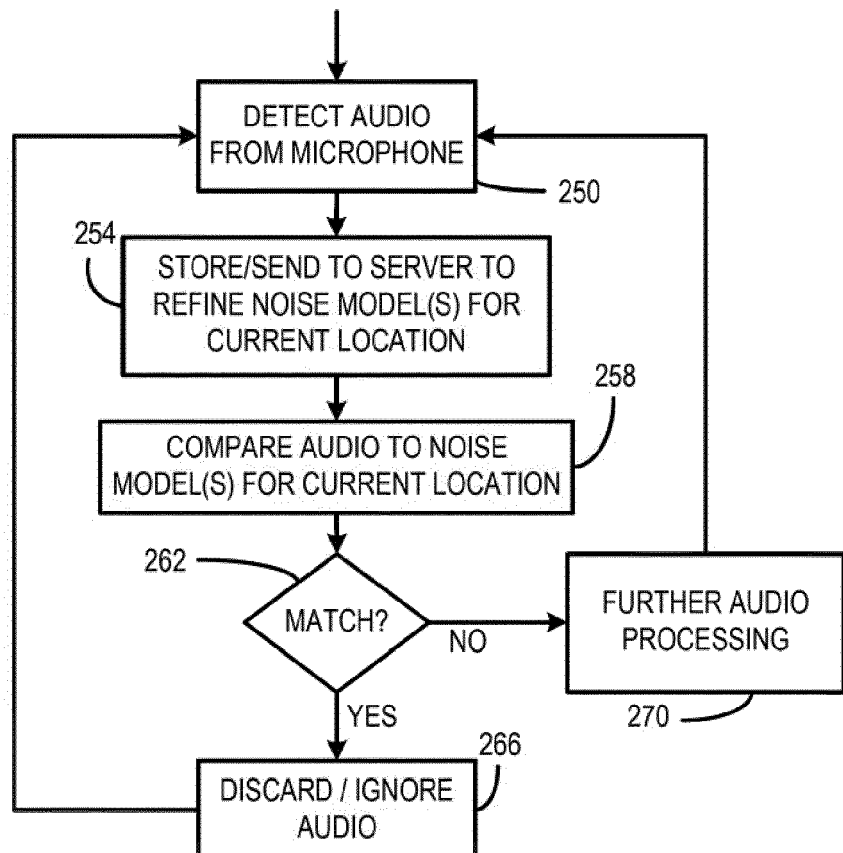 DETECT AUDIO
FROM MICROPHONE
250
254
STORE/SEND TO SERVER TO
REFINE NOISE MODEL(S) FOR
CURRENT LOCATION
258
COMPARE AUDIO TO NOISE
MODEL(S) FOR CURRENT LOCATION
262
MATCH?
NO
FURTHER AUDIO
PROCESSING
270
YES
266
DISCARD / IGNORE
AUDIO